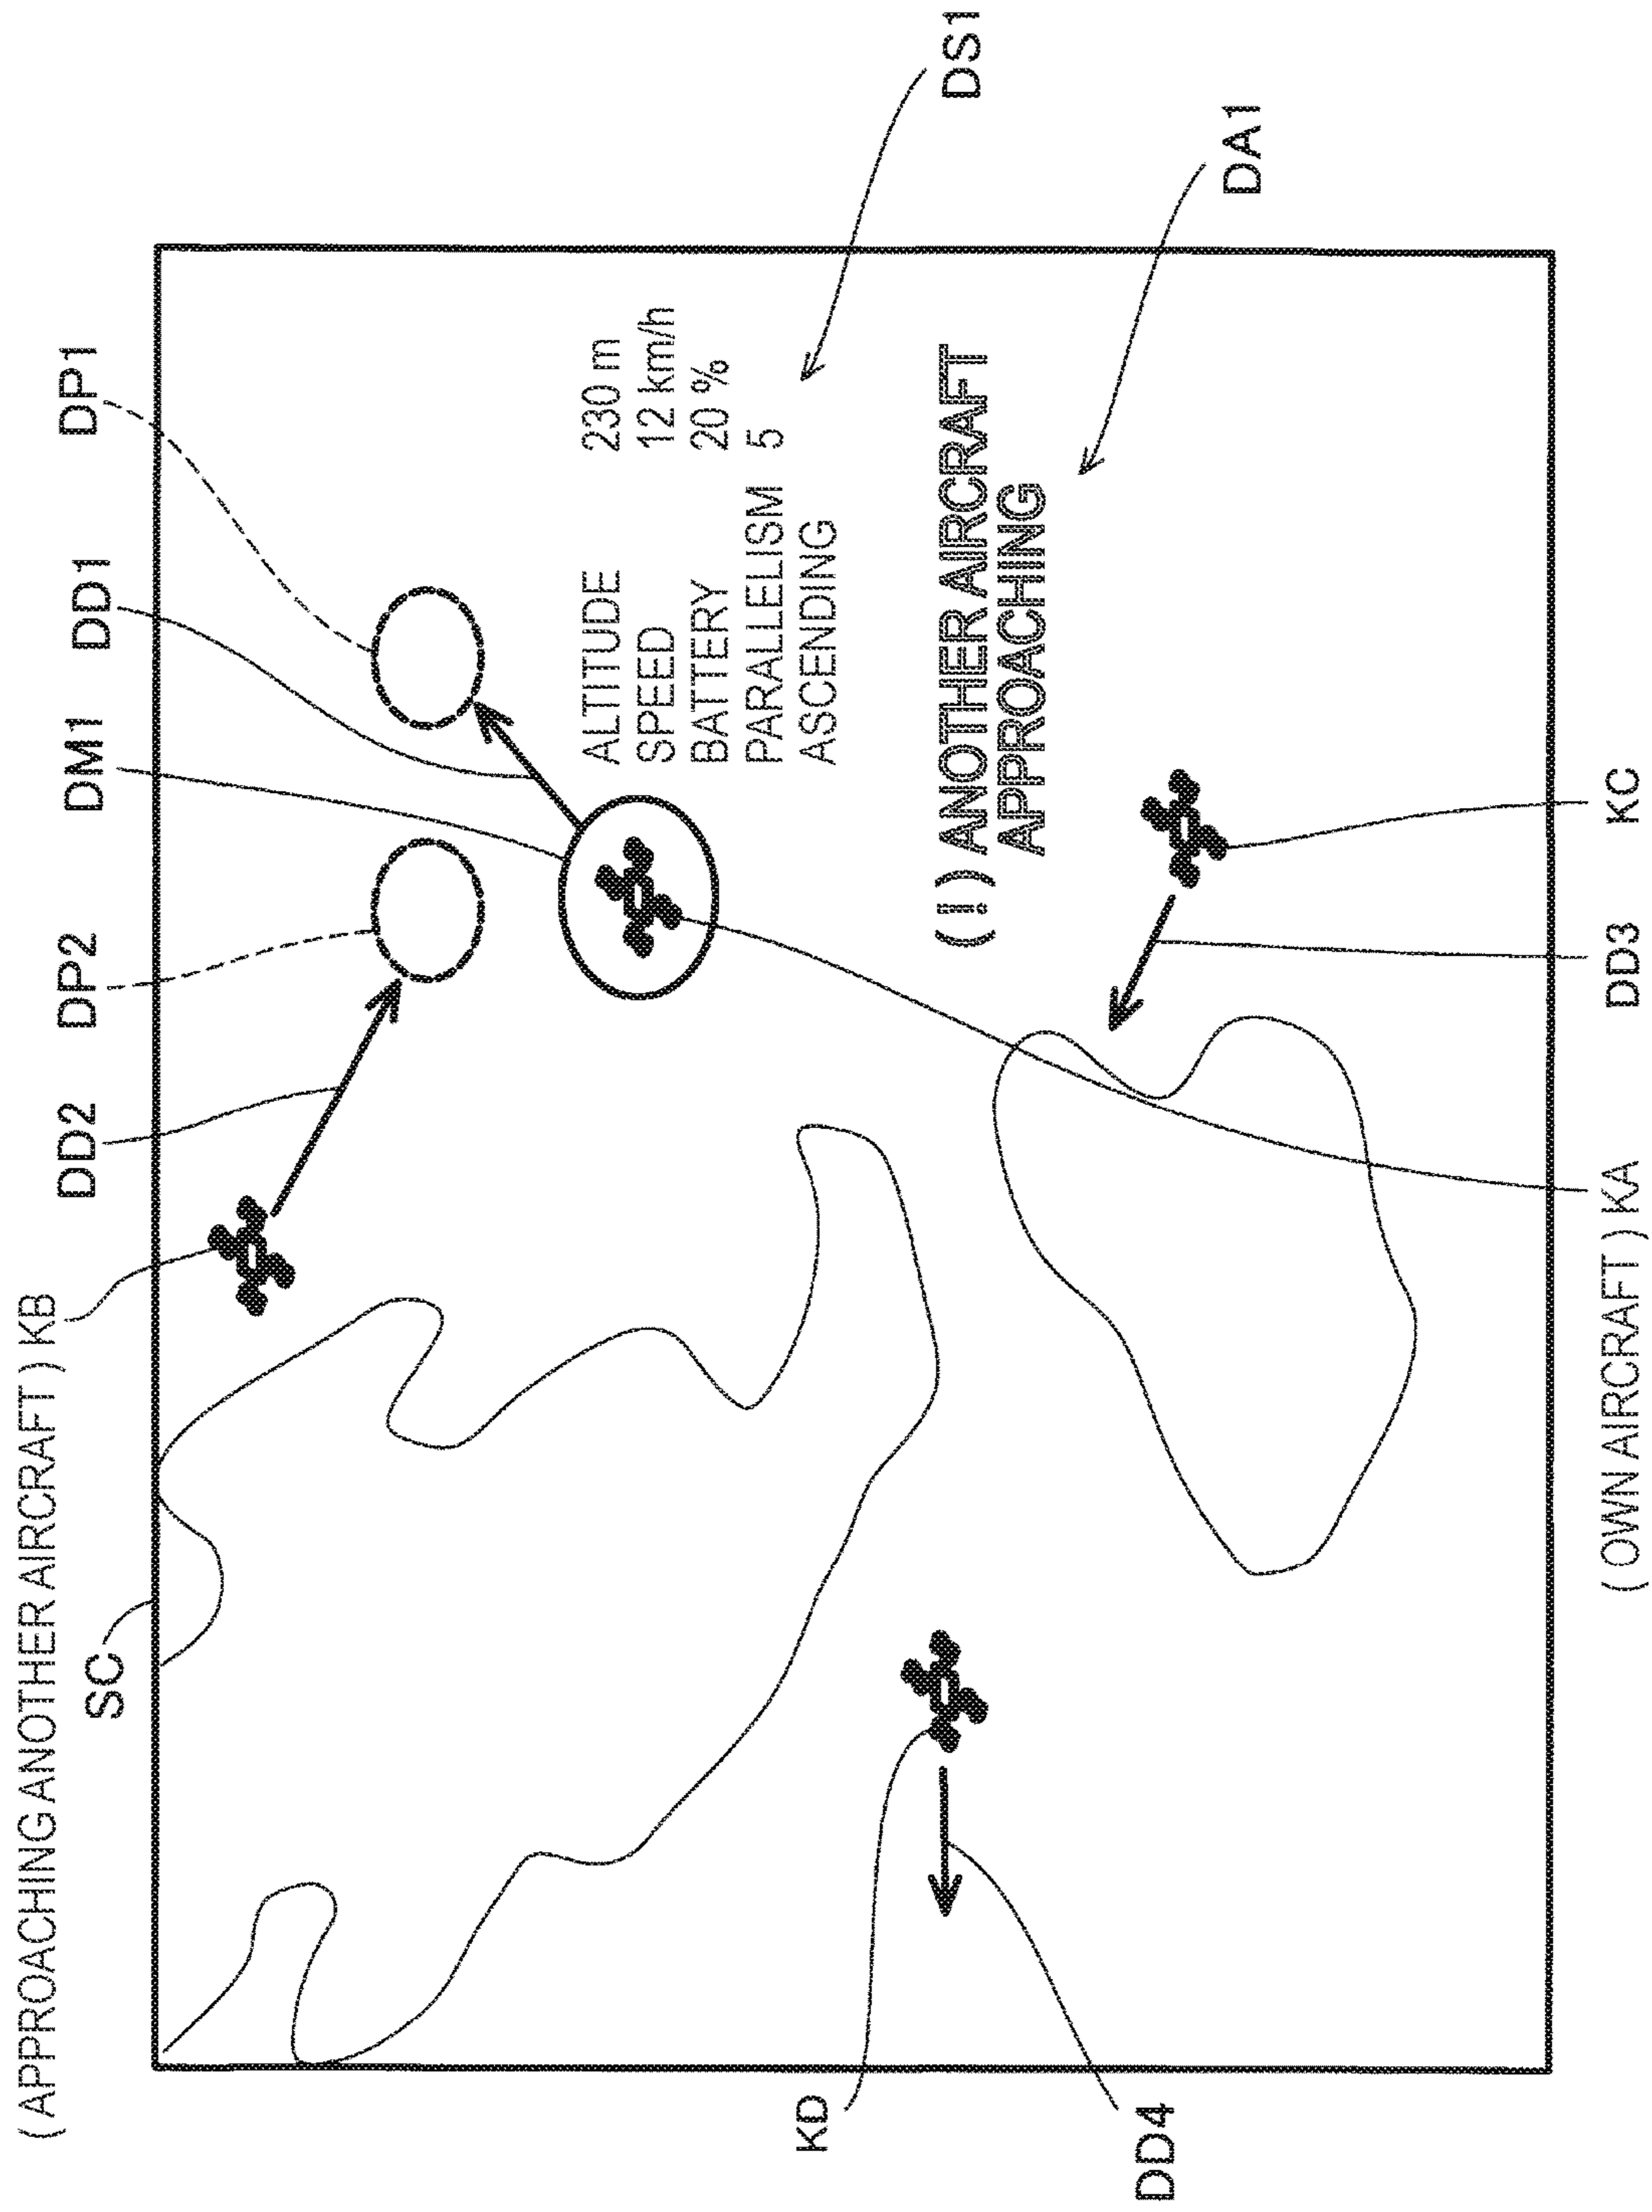 ( APPROACHING ANOTHER AIRCRAFT ) KB
SC
DD2
DP2
DM1
DD1
DP1
ALTITUDE 230 m
SPEED 12 km/h
BATTERY 20 %
PARALLELISM 5
ASCENDING
DS1
( ! ) ANOTHER AIRCRAFT
APPROACHING
DA1
KD
DD4
( OWN AIRCRAFT ) KA
DD3
KC